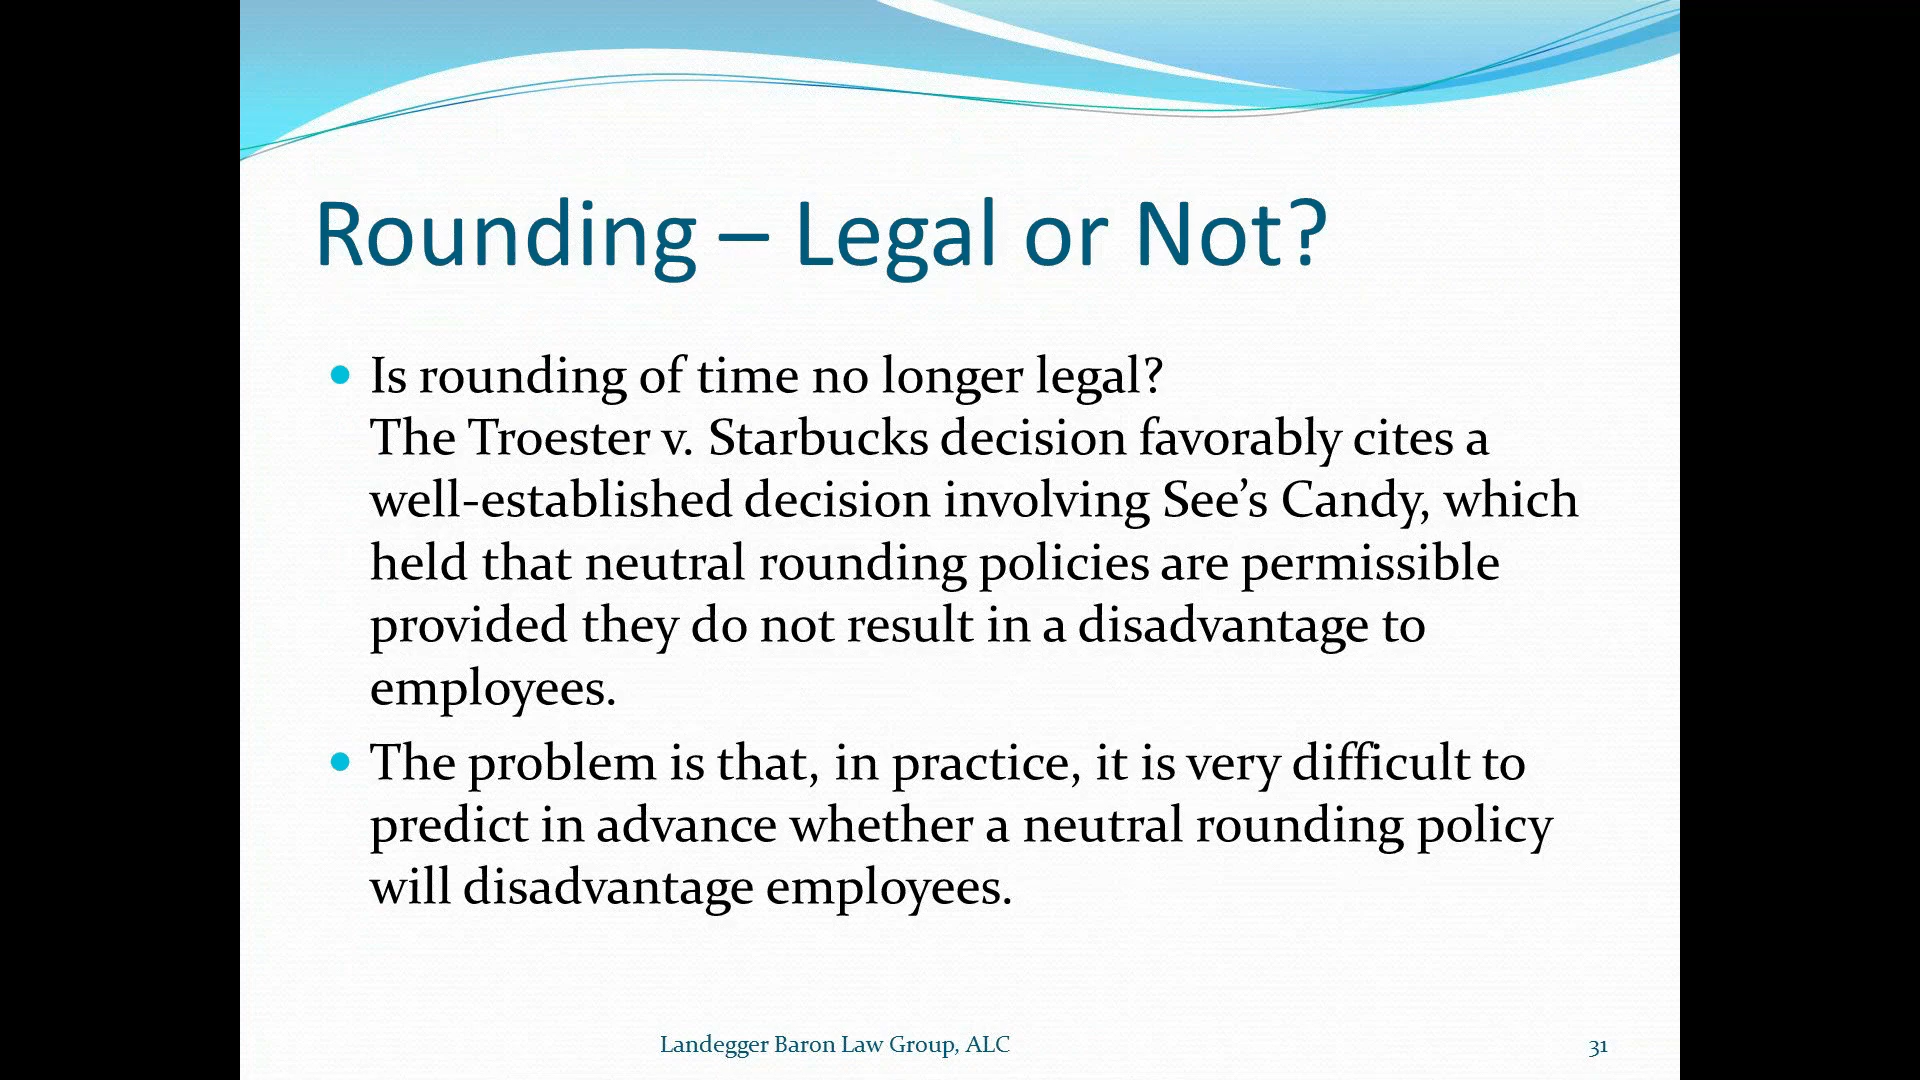 Rounding – Legal or Not?
• Is rounding of time no longer legal?
The Troester v. Starbucks decision favorably cites a
well-established decision involving See’s Candy, which
held that neutral rounding policies are permissible
provided they do not result in a disadvantage to
employees.
• The problem is that, in practice, it is very difficult to
predict in advance whether a neutral rounding policy
will disadvantage employees.
Landegger Baron Law Group, ALC
31